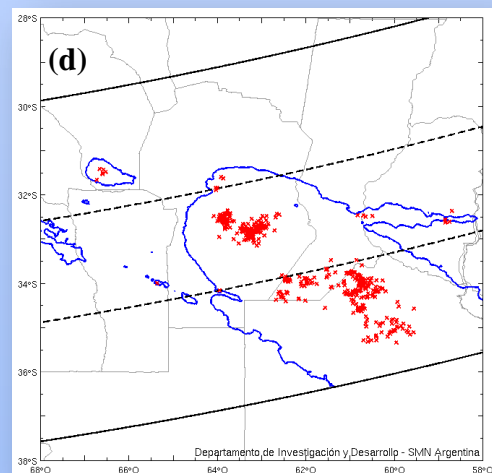 28°S
(d)
30°S
32°S
34°S
36°S
38°S
Departamento de Investigación y Desarrollo - SMN Argentina
68°O 66°O 64°O 62°O 60°O 58°O